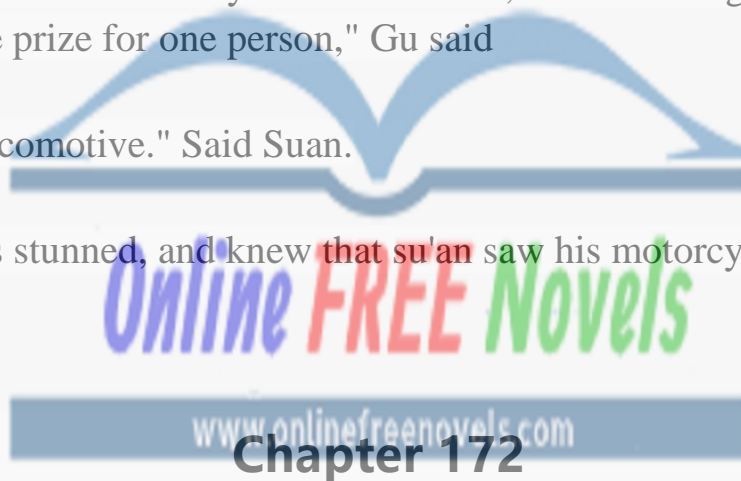 prize for one person," Gu said
comotive." Said Suan.
stunned, and knew that su'an saw his motorcy
Online FREE Novels
www.onlinefreenovels.com
Chapter 172